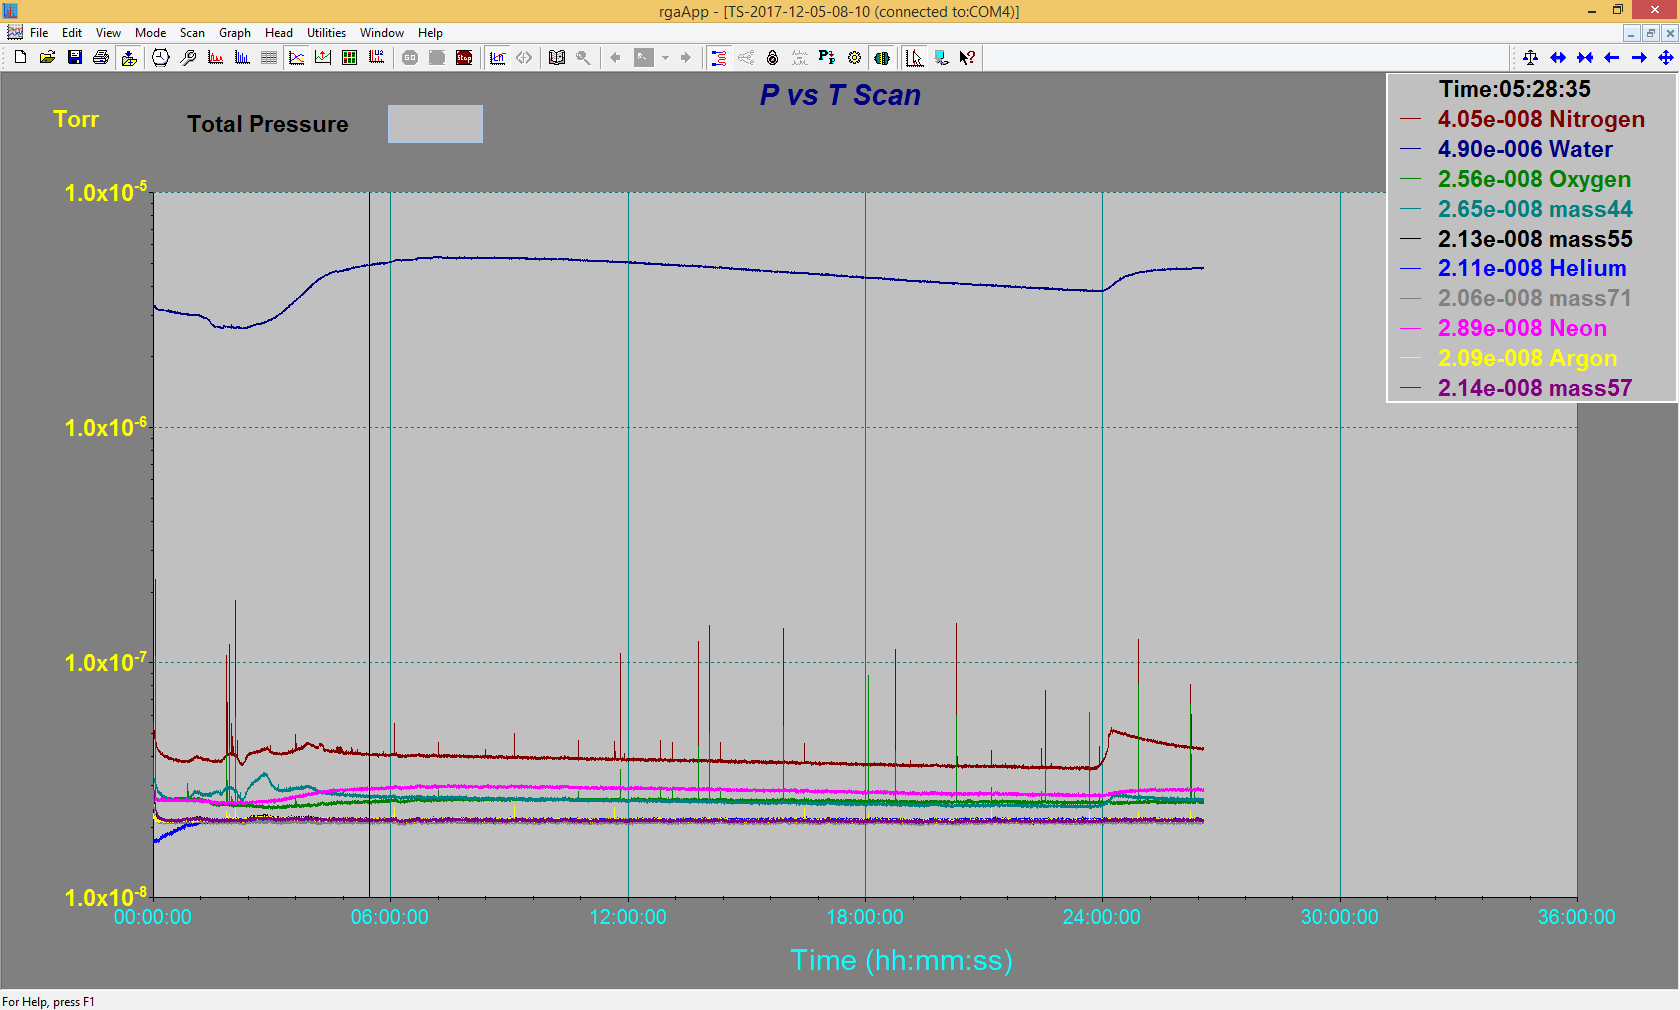 rgaApp - [TS-2017-12-05-08-10 (connected to:COM4)]
File Edit View Mode Scan Graph Head Utilities Window Help
P vs T Scan
Torr
Total Pressure
Time:05:28:35
4.05e-008 Nitrogen
4.90e-006 Water
2.56e-008 Oxygen
2.65e-008 mass44
2.13e-008 mass55
2.11e-008 Helium
2.06e-008 mass71
2.89e-008 Neon
2.09e-008 Argon
2.14e-008 mass57
1.0x10-5
1.0x10-6
1.0x10-7
1.0x10-8
00:00:00 06:00:00 12:00:00 18:00:00 24:00:00 30:00:00 36:00:00
Time (hh:mm:ss)
For Help, press F1